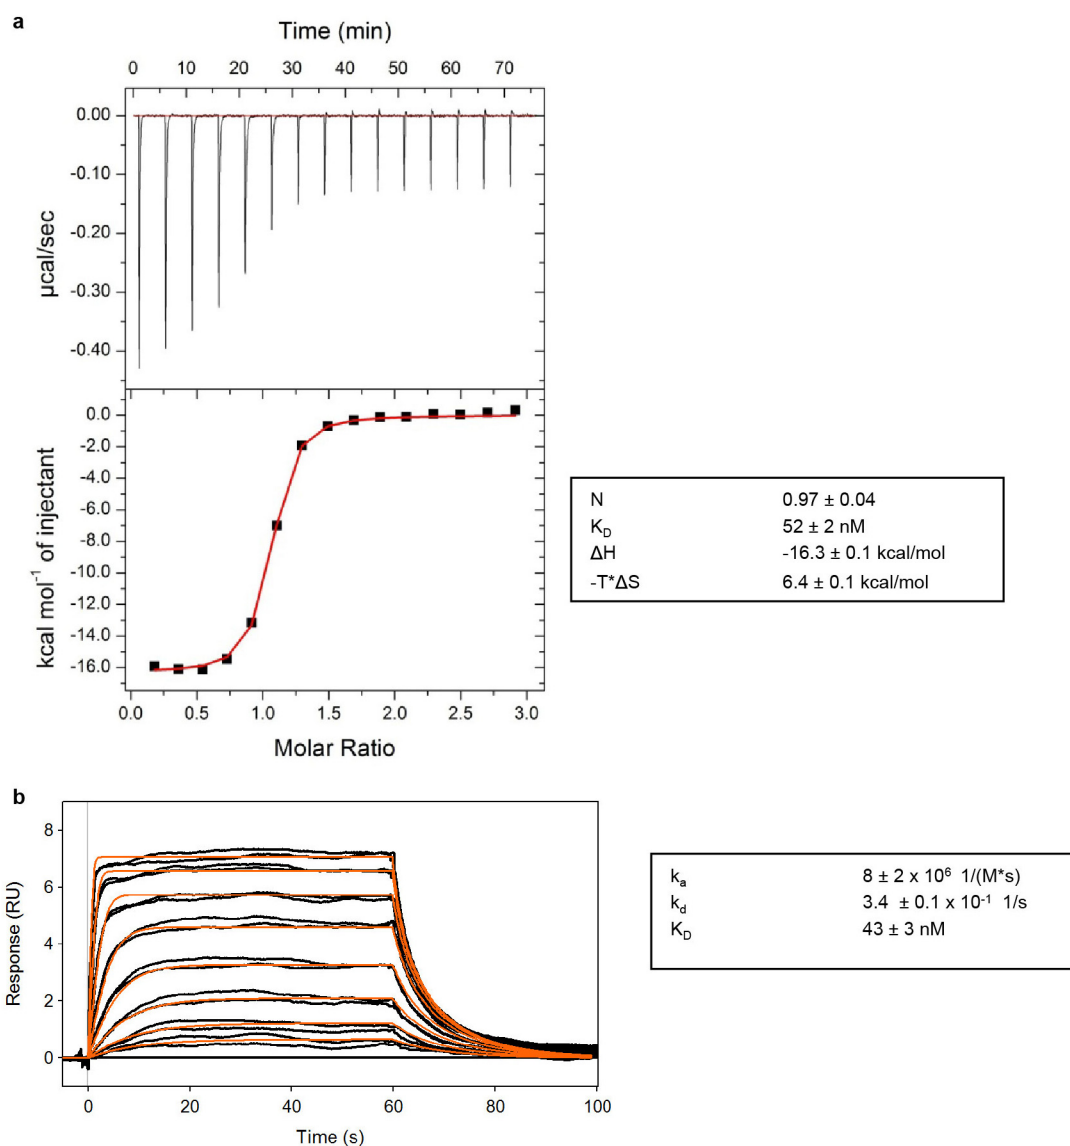 a
Time (min)
0 10 20 30 40 50 60 70
0.00
-0.10
-0.20
-0.30
-0.40
µcal/sec
0.0
-2.0
-4.0
-6.0
-8.0
-10.0
-12.0
-14.0
-16.0
kcal mol⁻¹ of injectant
0.0 0.5 1.0 1.5 2.0 2.5 3.0
Molar Ratio
N 0.97 ± 0.04
K_D 52 ± 2 nM
ΔH -16.3 ± 0.1 kcal/mol
-T*ΔS 6.4 ± 0.1 kcal/mol
b
8
6
4
2
0
Response (RU)
0 20 40 60 80 100
Time (s)
k_a 8 ± 2 x 10⁶ 1/(M*s)
k_d 3.4 ± 0.1 x 10⁻¹ 1/s
K_D 43 ± 3 nM